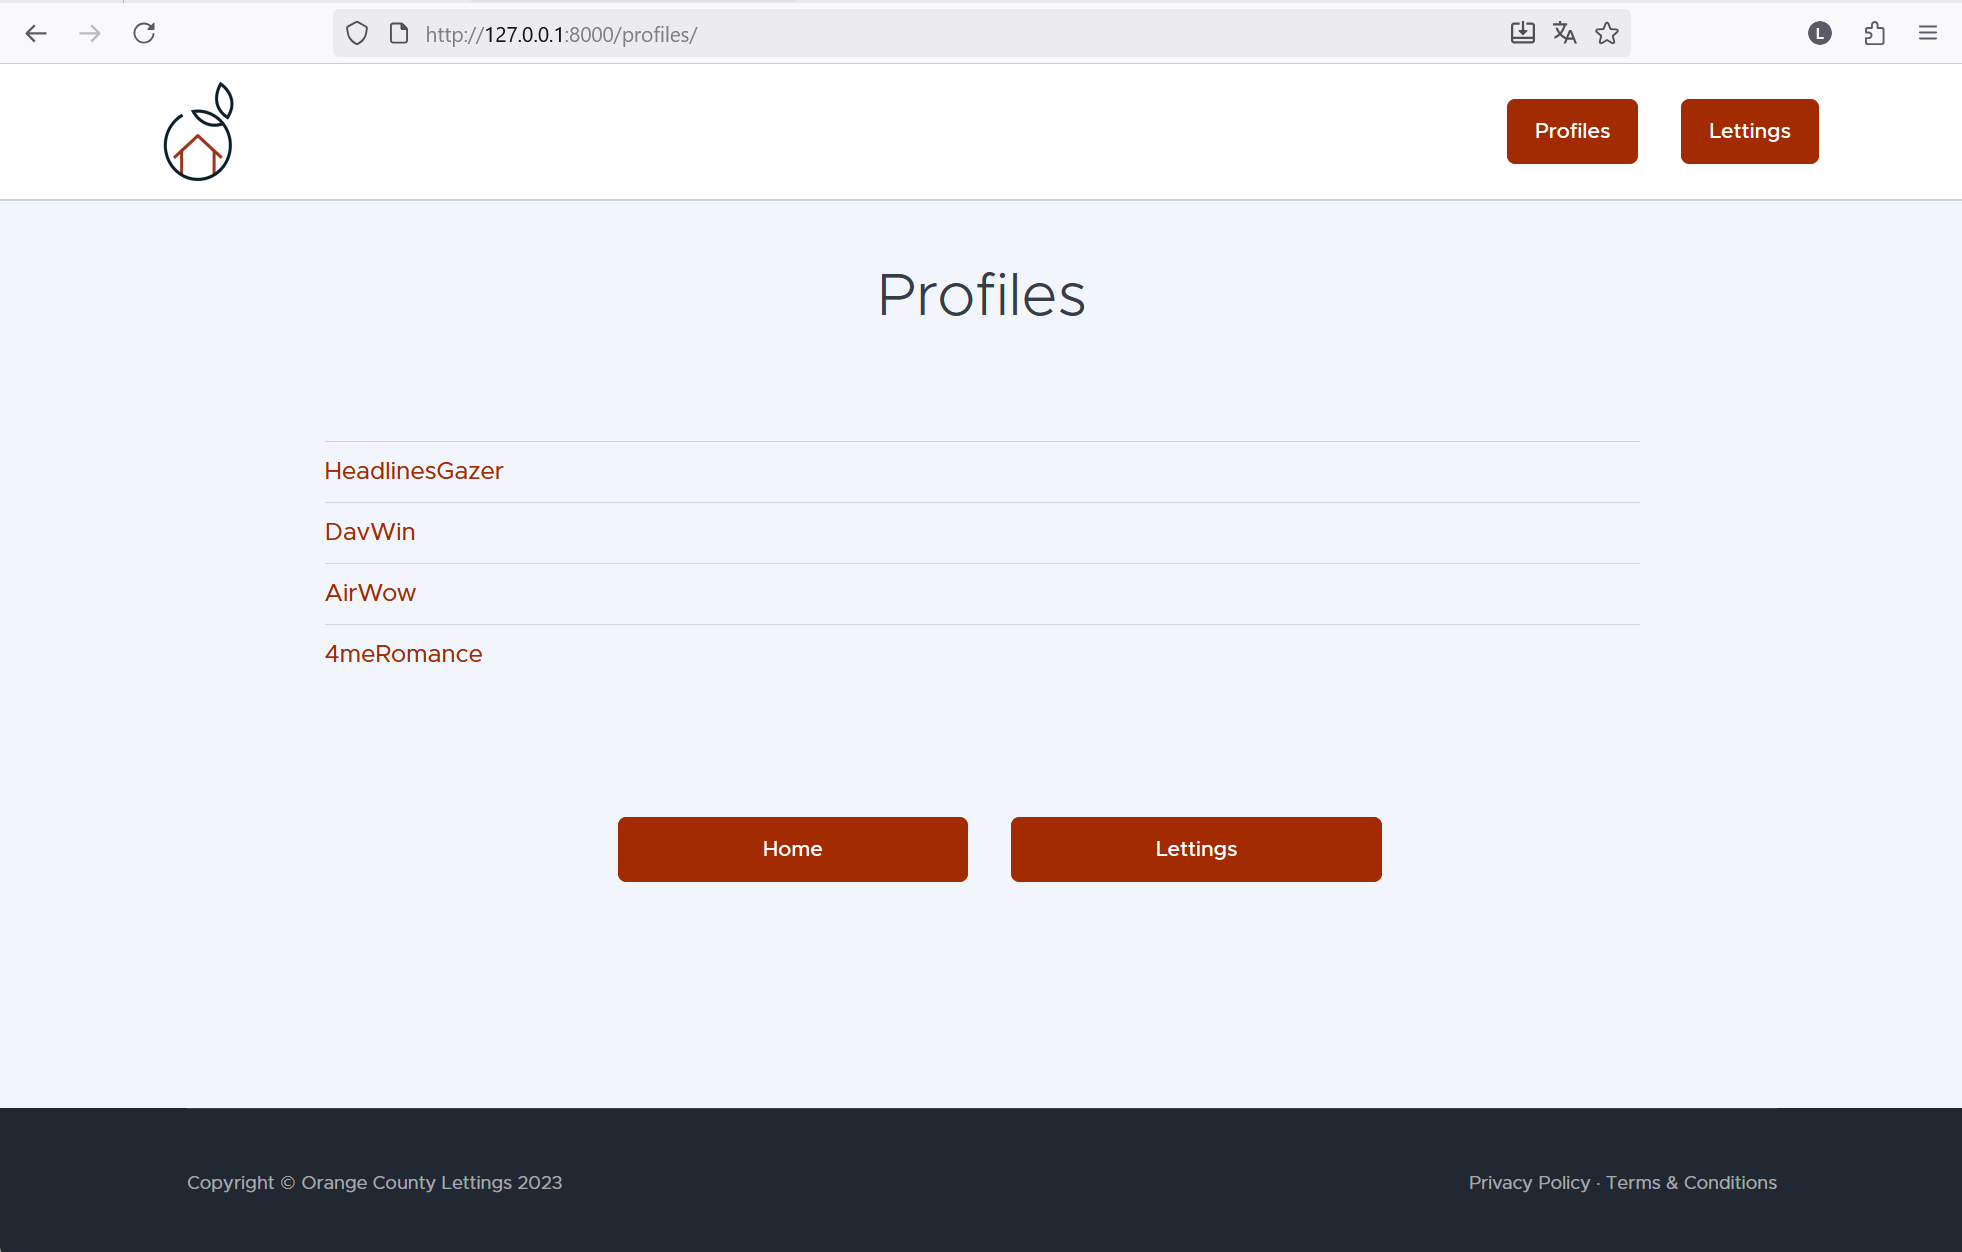 http://127.0.0.1:8000/profiles/
L
Profiles
Lettings
Profiles
HeadlinesGazer
DavWin
AirWow
4meRomance
Home
Lettings
Copyright © Orange County Lettings 2023
Privacy Policy · Terms & Conditions